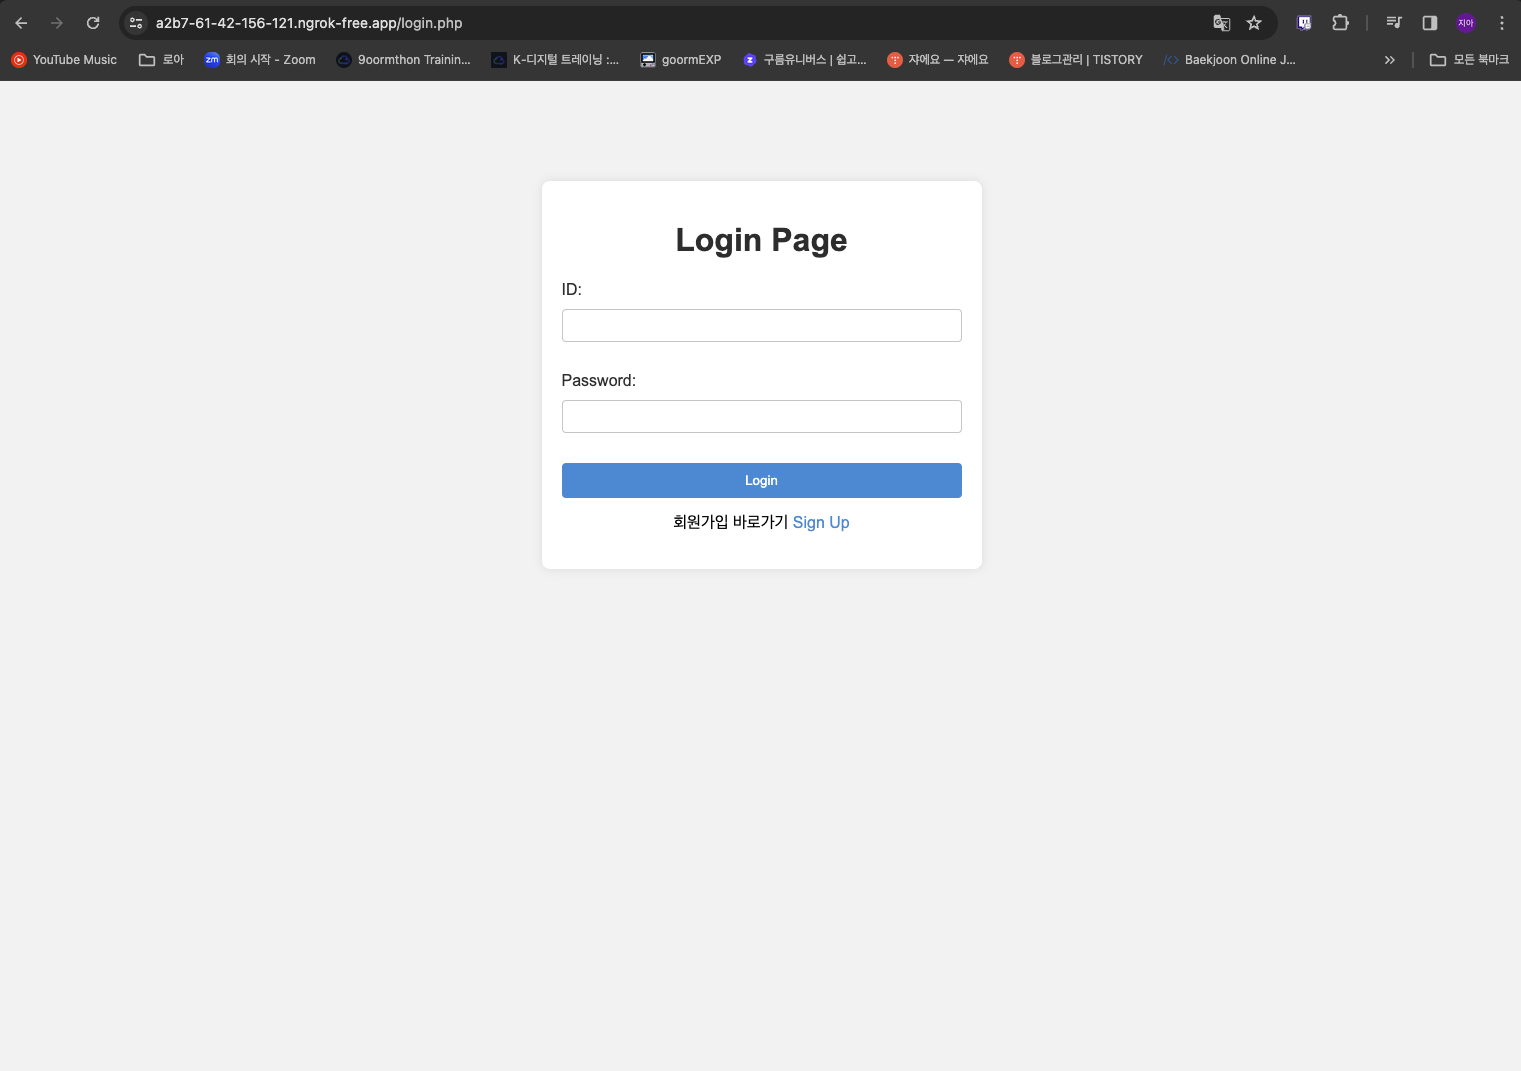 a2b7-61-42-156-121.ngrok-free.app/login.php
지아
YouTube Music
로아
zm
회의 시작 - Zoom
9oormthon Trainin...
K-디지털 트레이닝 :...
goormEXP
구름유니버스 | 쉽고...
쟈에요 — 쟈에요
블로그관리 | TISTORY
Baekjoon Online J...
모든 북마크
Login Page
ID:
Password:
Login
회원가입 바로가기 Sign Up